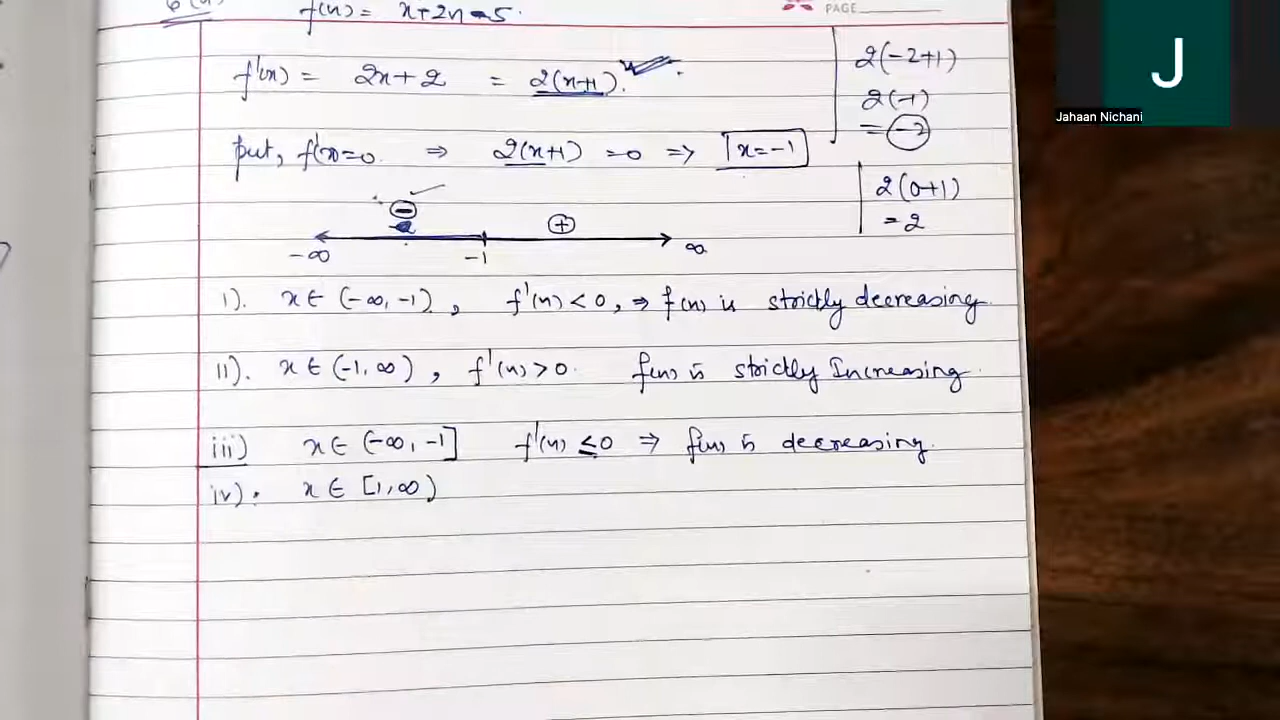 6(a) f(x) = x+2x-5.
PAGE
f'(x) = 2x+2 = 2(x+1).
2(-2+1)
2(-1)
= -2
put, f'(x)=0 ⇒ 2(x+1) =0 ⇒ x=-1
2(0+1)
= 2
- +
-∞ -1 ∞
i). x ∈ (-∞, -1), f'(x) < 0, ⇒ f(x) is strictly decreasing.
ii). x ∈ (-1, ∞), f'(x) > 0. f(x) is strictly Increasing.
iii) x ∈ (-∞, -1] f'(x) ≤ 0 ⇒ f(x) is decreasing.
iv). x ∈ [1, ∞)
J
Jahaan Nichani